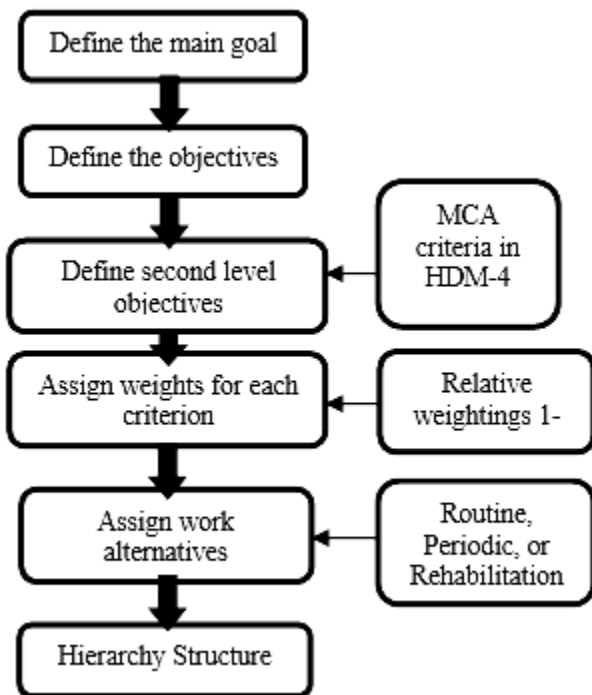 Define the main goal
Define the objectives
Define second level
objectives
MCA
criteria in
HDM-4
Assign weights for each
criterion
Relative
weightings 1-
Assign work
alternatives
Routine,
Periodic, or
Rehabilitation
Hierarchy Structure